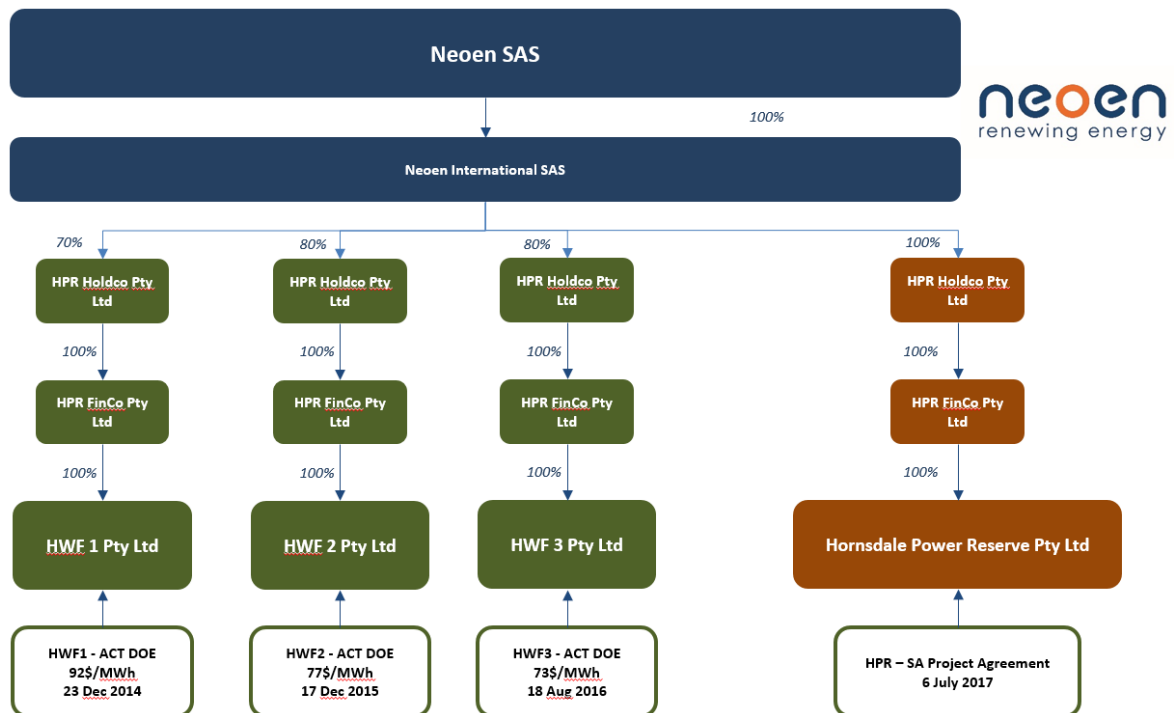 Neoen SAS
neoen
renewing energy
100%
Neoen International SAS
70%
80%
80%
100%
HPR Holdco Pty
Ltd
HPR Holdco Pty
Ltd
HPR Holdco Pty
Ltd
HPR Holdco Pty
Ltd
100%
100%
100%
100%
HPR FinCo Pty
Ltd
HPR FinCo Pty
Ltd
HPR FinCo Pty
Ltd
HPR FinCo Pty
Ltd
100%
100%
100%
100%
HWF 1 Pty Ltd
HWF 2 Pty Ltd
HWF 3 Pty Ltd
Hornsdale Power Reserve Pty Ltd
HWF1 - ACT DOE
92$/MWh
23 Dec 2014
HWF2 - ACT DOE
77$/MWh
17 Dec 2015
HWF3 - ACT DOE
73$/MWh
18 Aug 2016
HPR – SA Project Agreement
6 July 2017